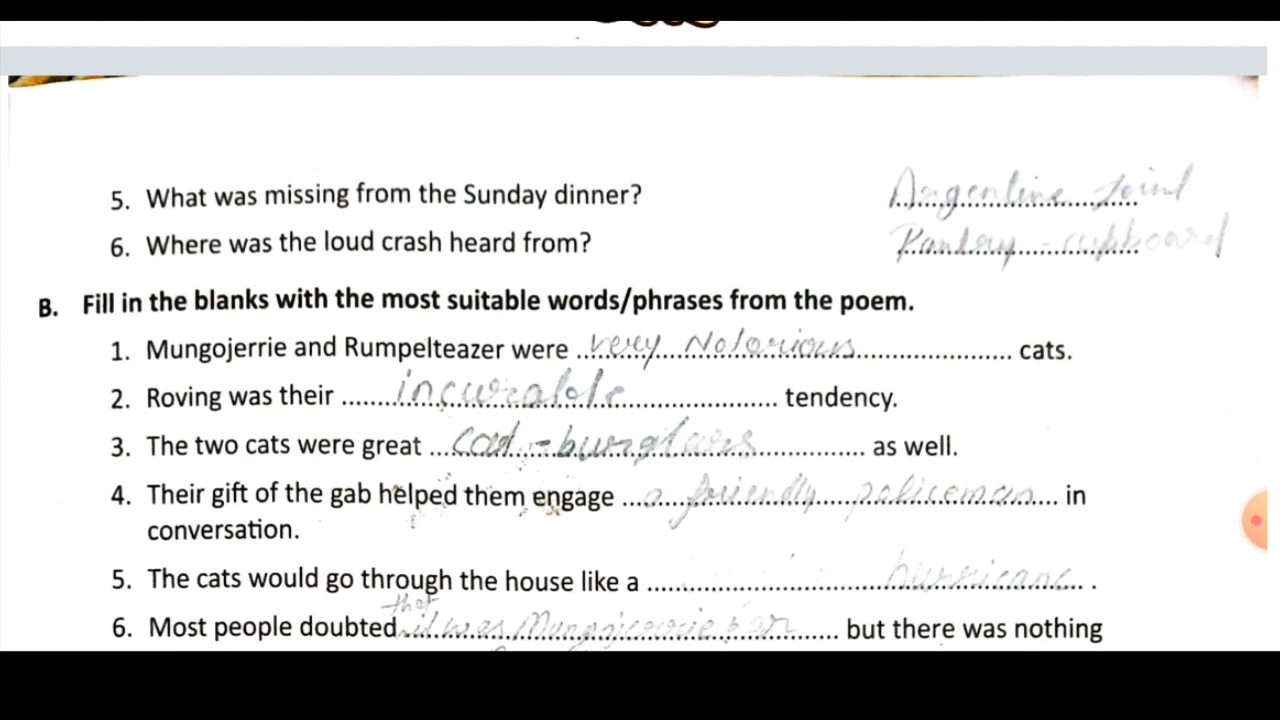 5. What was missing from the Sunday dinner? Argentine Joint
6. Where was the loud crash heard from? Pantry - cupboard
B. Fill in the blanks with the most suitable words/phrases from the poem.
1. Mungojerrie and Rumpelteazer were ..very Notorious.. cats.
2. Roving was their ..incurable.. tendency.
3. The two cats were great ..cat-burglars.. as well.
4. Their gift of the gab helped them engage ..a friendly policeman.. in
conversation.
5. The cats would go through the house like a ..hurricane.. .
that
6. Most people doubted ..it was Mungojerrie.. but there was nothing